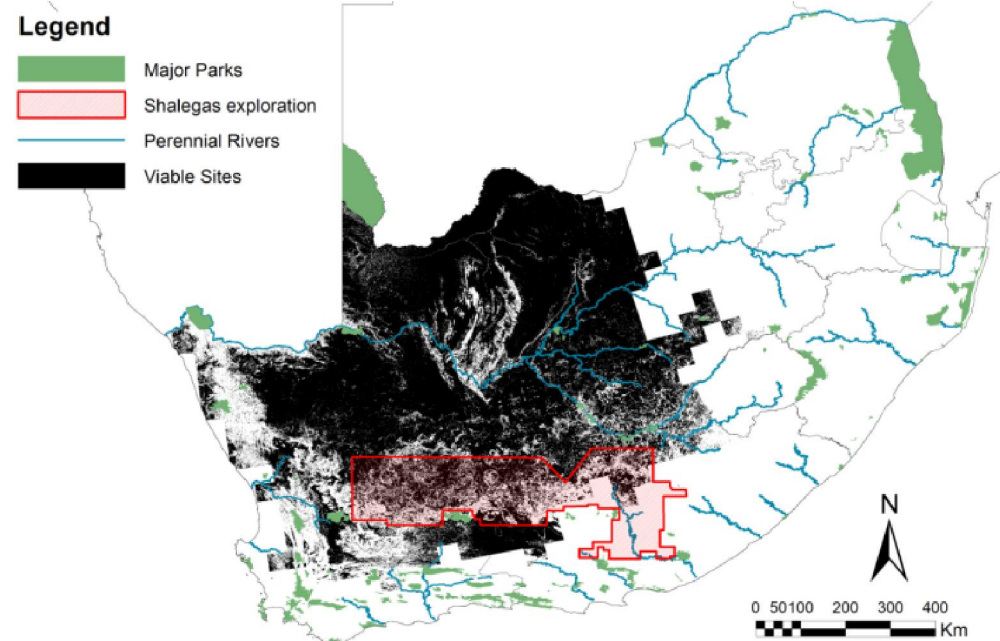 Legend
Major Parks
Shalegas exploration
Perennial Rivers
Viable Sites
N
0 50100 200 300 400
Km